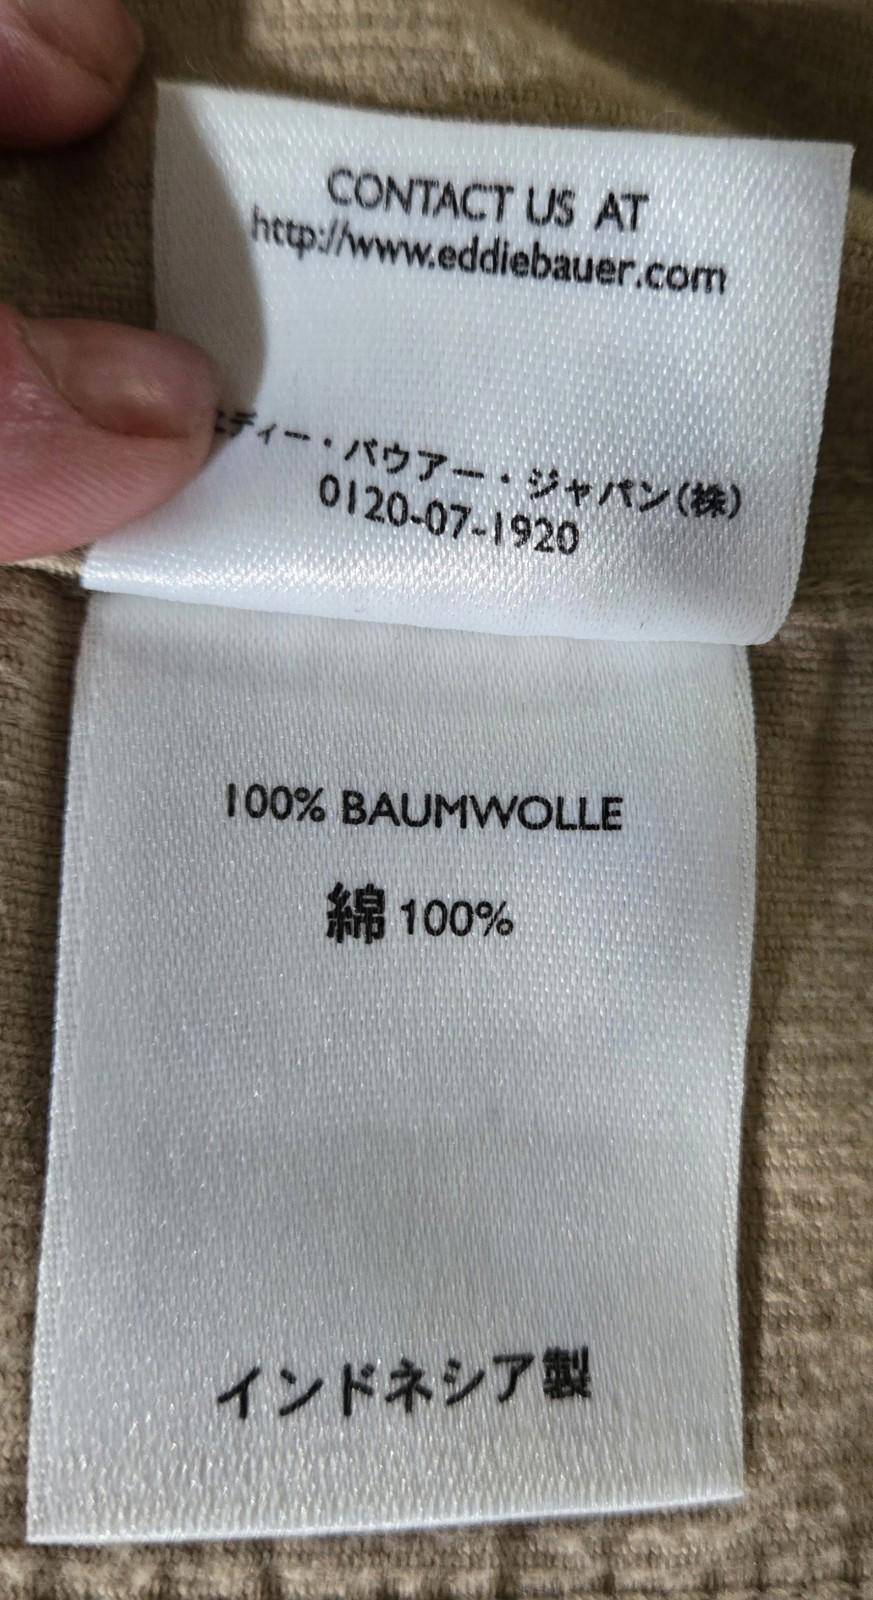 CONTACT US AT
http://www.eddiebauer.com
エディー・バウアー・ジャパン(株)
0120-07-1920
100% BAUMWOLLE
綿 100%
インドネシア製